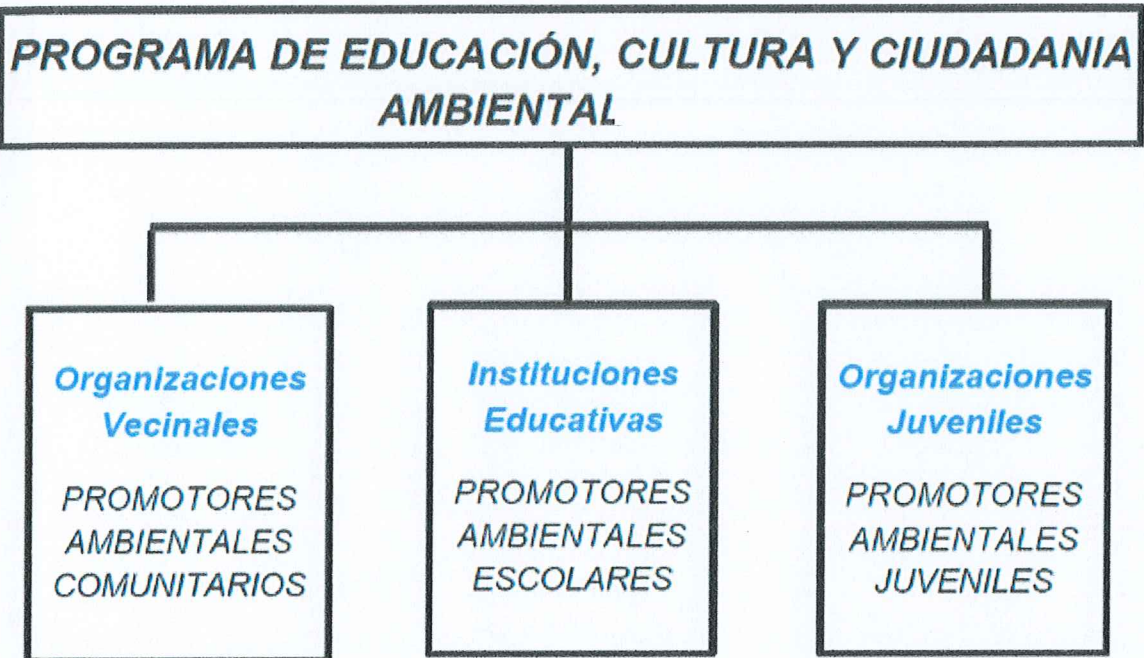 PROGRAMA DE EDUCACIÓN, CULTURA Y CIUDADANIA
AMBIENTAL
Organizaciones
Vecinales
PROMOTORES
AMBIENTALES
COMUNITARIOS
Instituciones
Educativas
PROMOTORES
AMBIENTALES
ESCOLARES
Organizaciones
Juveniles
PROMOTORES
AMBIENTALES
JUVENILES